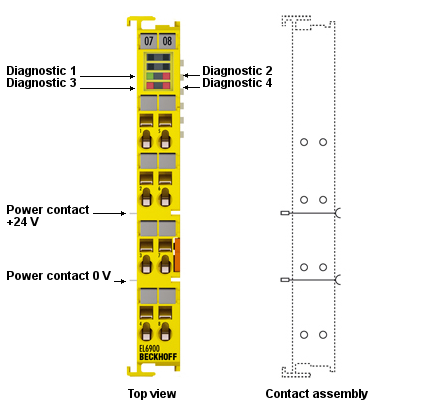 07 08
Diagnostic 1
Diagnostic 2
Diagnostic 3
Diagnostic 4
Power contact
+24 V
Power contact 0 V
EL6900
BECKHOFF
Top view
Contact assembly